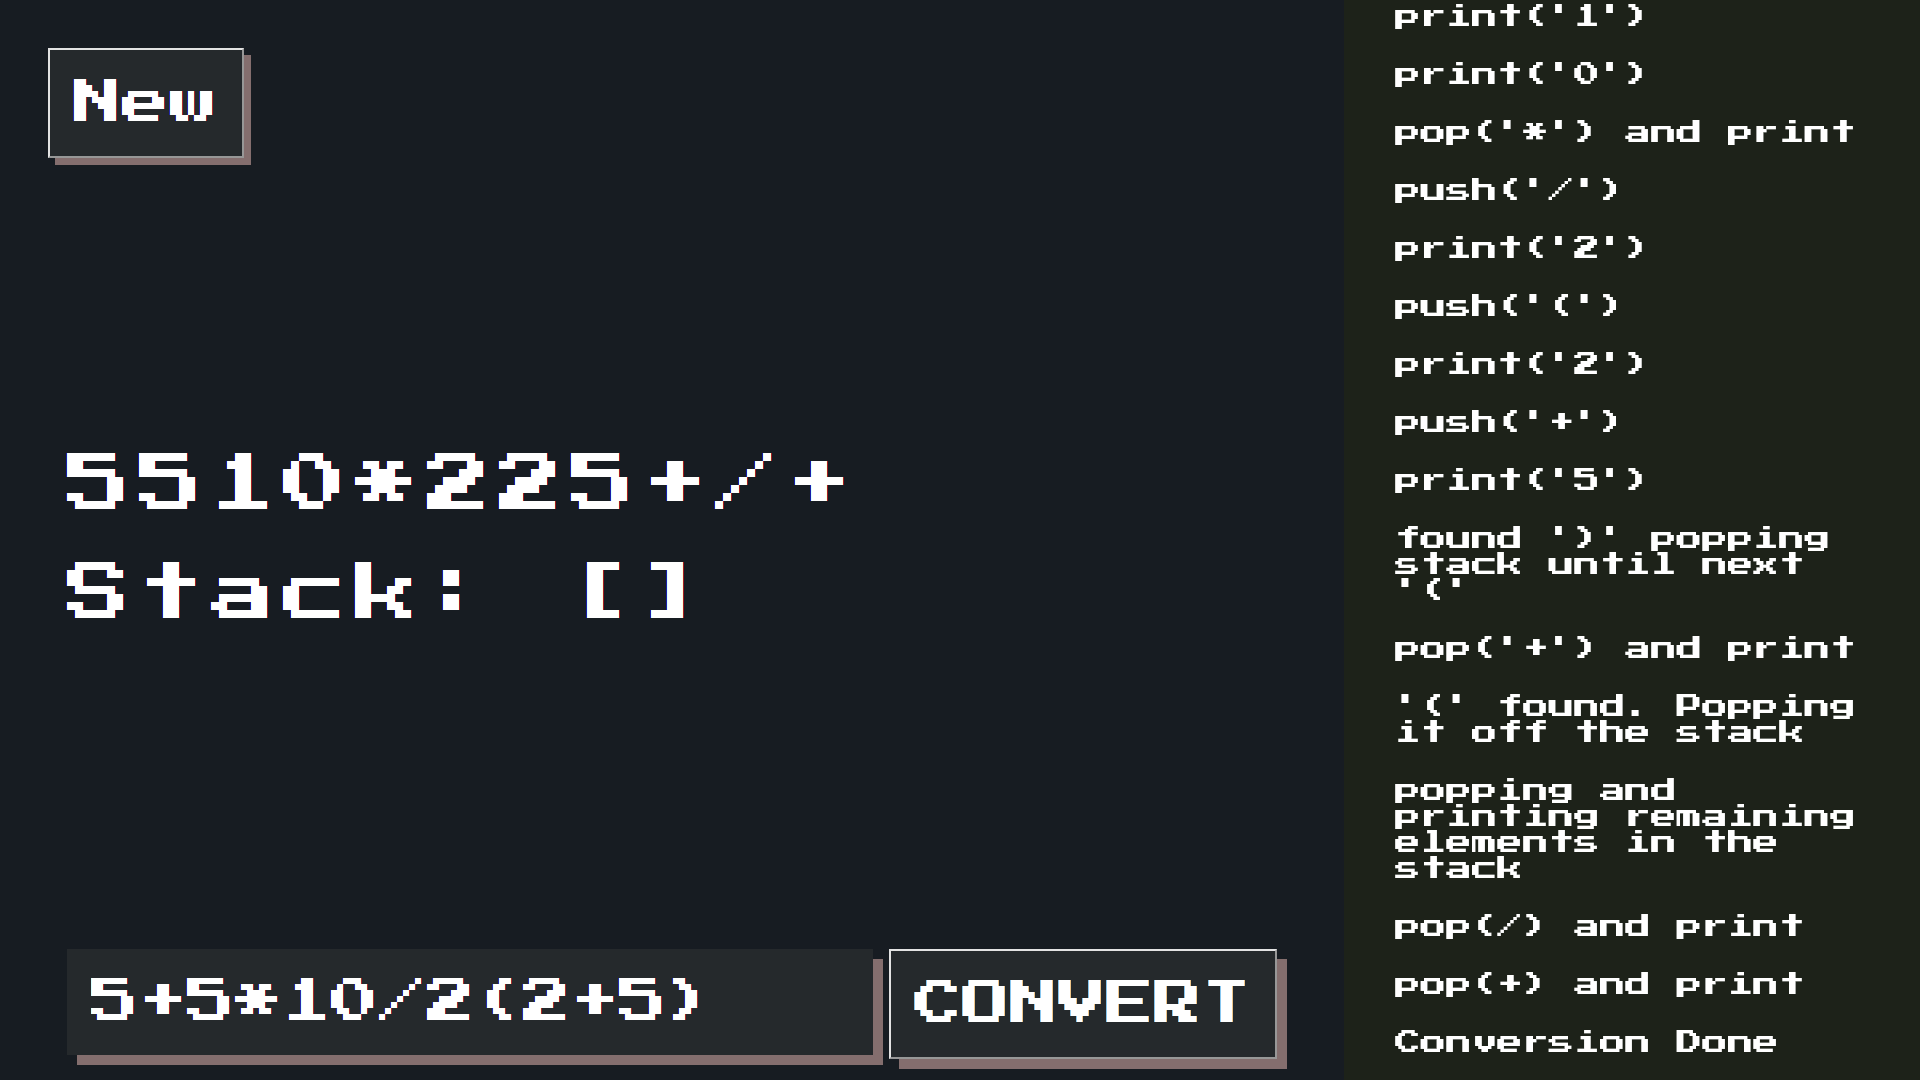 New
5510*225+/+
Stack: []
5+5*10/2(2+5)
CONVERT
print('1')
print('0')
pop('*') and print
push('/')
print('2')
push('(')
print('2')
push('+')
print('5')
found ')' popping
stack until next
'('
pop('+') and print
'(' found. Popping
it off the stack
popping and
printing remaining
elements in the
stack
pop(/) and print
pop(+) and print
Conversion Done